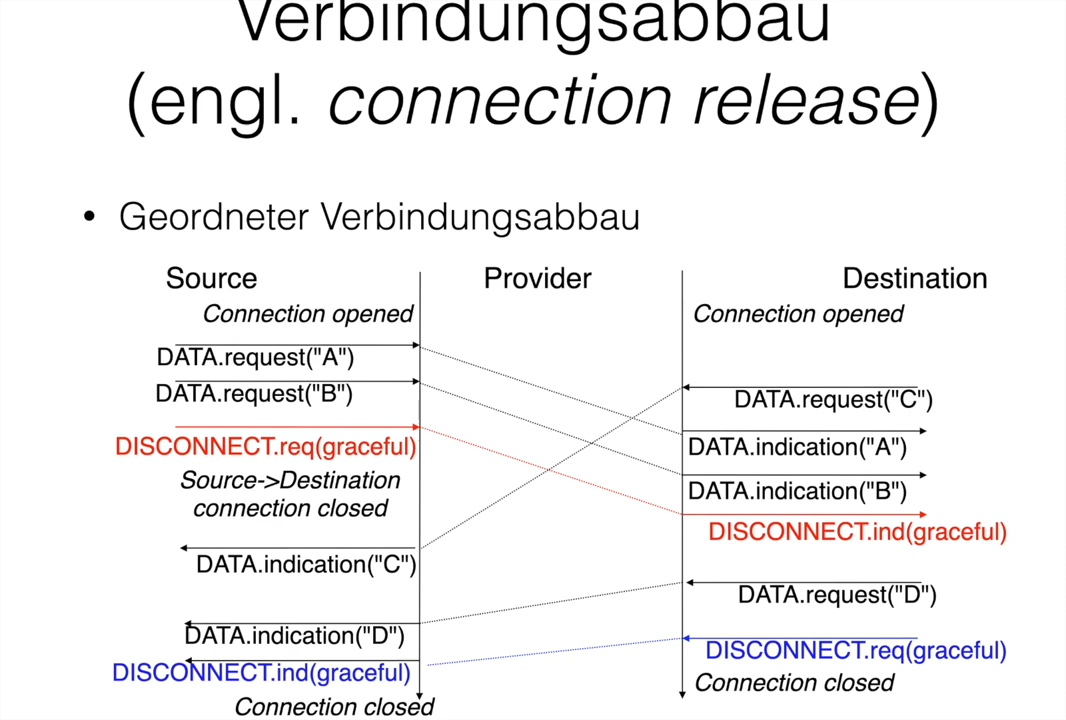 Verbindungsabbau
(engl. connection release)
• Geordneter Verbindungsabbau
Source Provider Destination
Connection opened Connection opened
DATA.request("A")
DATA.request("B")
DATA.request("C")
DISCONNECT.req(graceful)
DATA.indication("A")
Source->Destination
connection closed
DATA.indication("B")
DISCONNECT.ind(graceful)
DATA.indication("C")
DATA.request("D")
DATA.indication("D")
DISCONNECT.req(graceful)
DISCONNECT.ind(graceful)
Connection closed
Connection closed